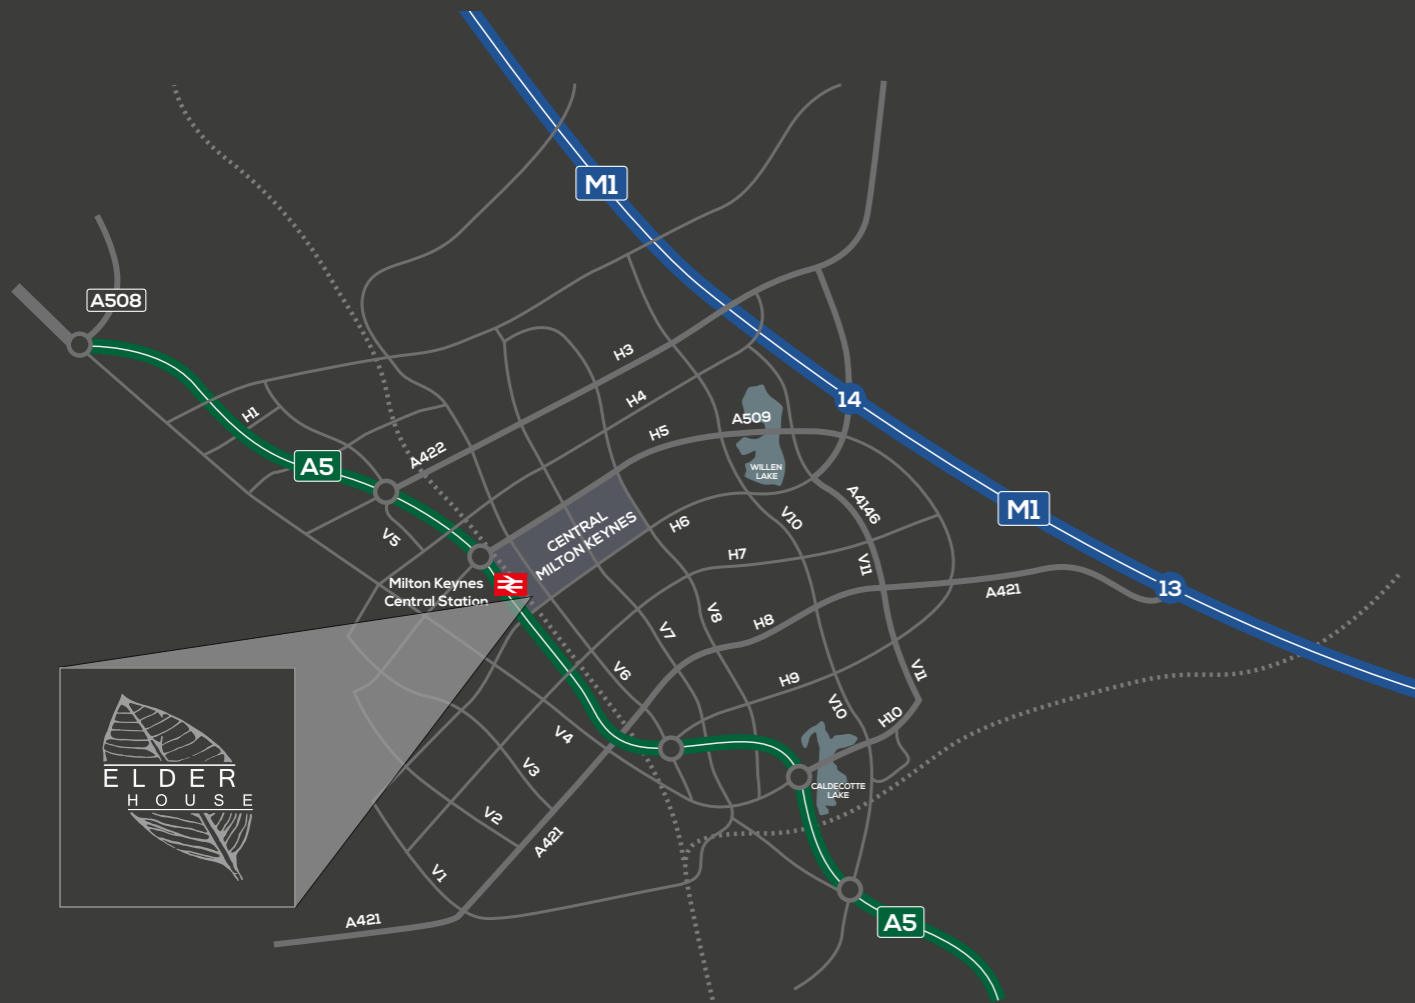 M1
A508
H3
H4
H1
A509
14
H5
A5
A422
WILLEN
LAKE
A4146
M1
V10
CENTRAL
MILTON KEYNES
H6
V5
H7
V11
Milton Keynes
Central Station
A421
13
V8
H8
V7
V6
V11
H9
V10
H10
V4
V3
ELDER
HOUSE
CALDECOTTE
LAKE
V2
A421
V1
A421
A5